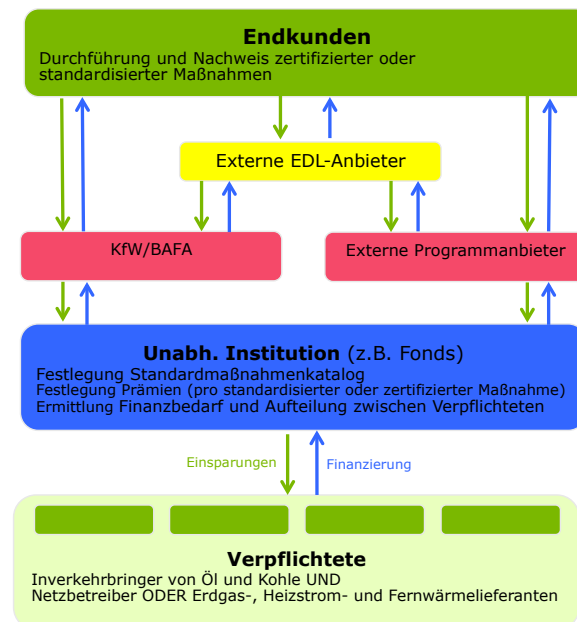 Endkunden
Durchführung und Nachweis zertifizierter oder
standardisierter Maßnahmen
Externe EDL-Anbieter
KfW/BAFA
Externe Programmanbieter
Unabh. Institution (z.B. Fonds)
Festlegung Standardmaßnahmenkatalog
Festlegung Prämien (pro standardisierter oder zertifizierter Maßnahme)
Ermittlung Finanzbedarf und Aufteilung zwischen Verpflichteten
Einsparungen
Finanzierung
Verpflichtete
Inverkehrbringer von Öl und Kohle UND
Netzbetreiber ODER Erdgas-, Heizstrom- und Fernwärmelieferanten